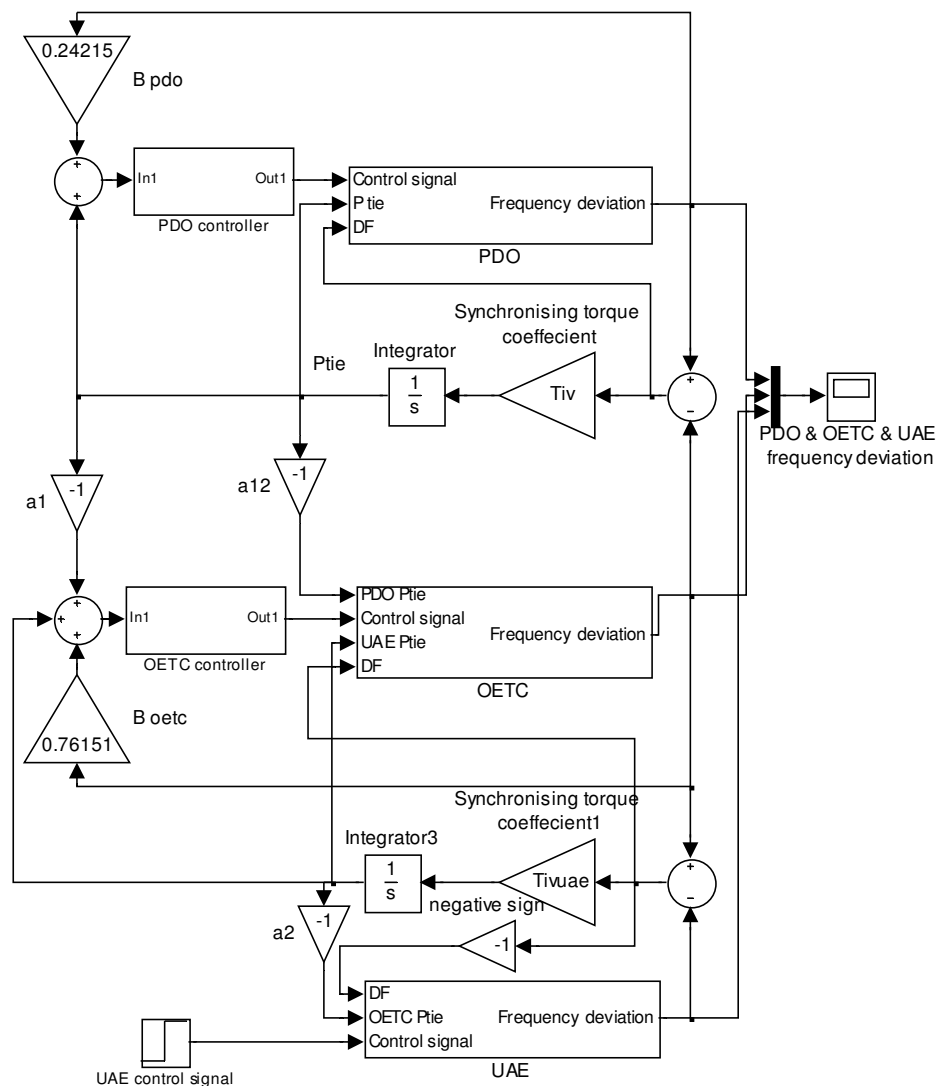 0.24215
B pdo
+
+
In1
Out1
PDO controller
Control signal
P tie
DF
Frequency deviation
PDO
Synchronising torque
coeffecient
Ptie
Integrator
1
s
Tiv
+
−
PDO & OETC & UAE
frequency deviation
a1
-1
a12
-1
+
+
+
In1
Out1
OETC controller
PDO Ptie
Control signal
UAE Ptie
DF
Frequency deviation
OETC
B oetc
0.76151
Synchronising torque
coeffecient1
Integrator3
1
s
Tivuae
+
−
negative sign
-1
a2
-1
DF
OETC Ptie
Control signal
Frequency deviation
UAE
UAE control signal